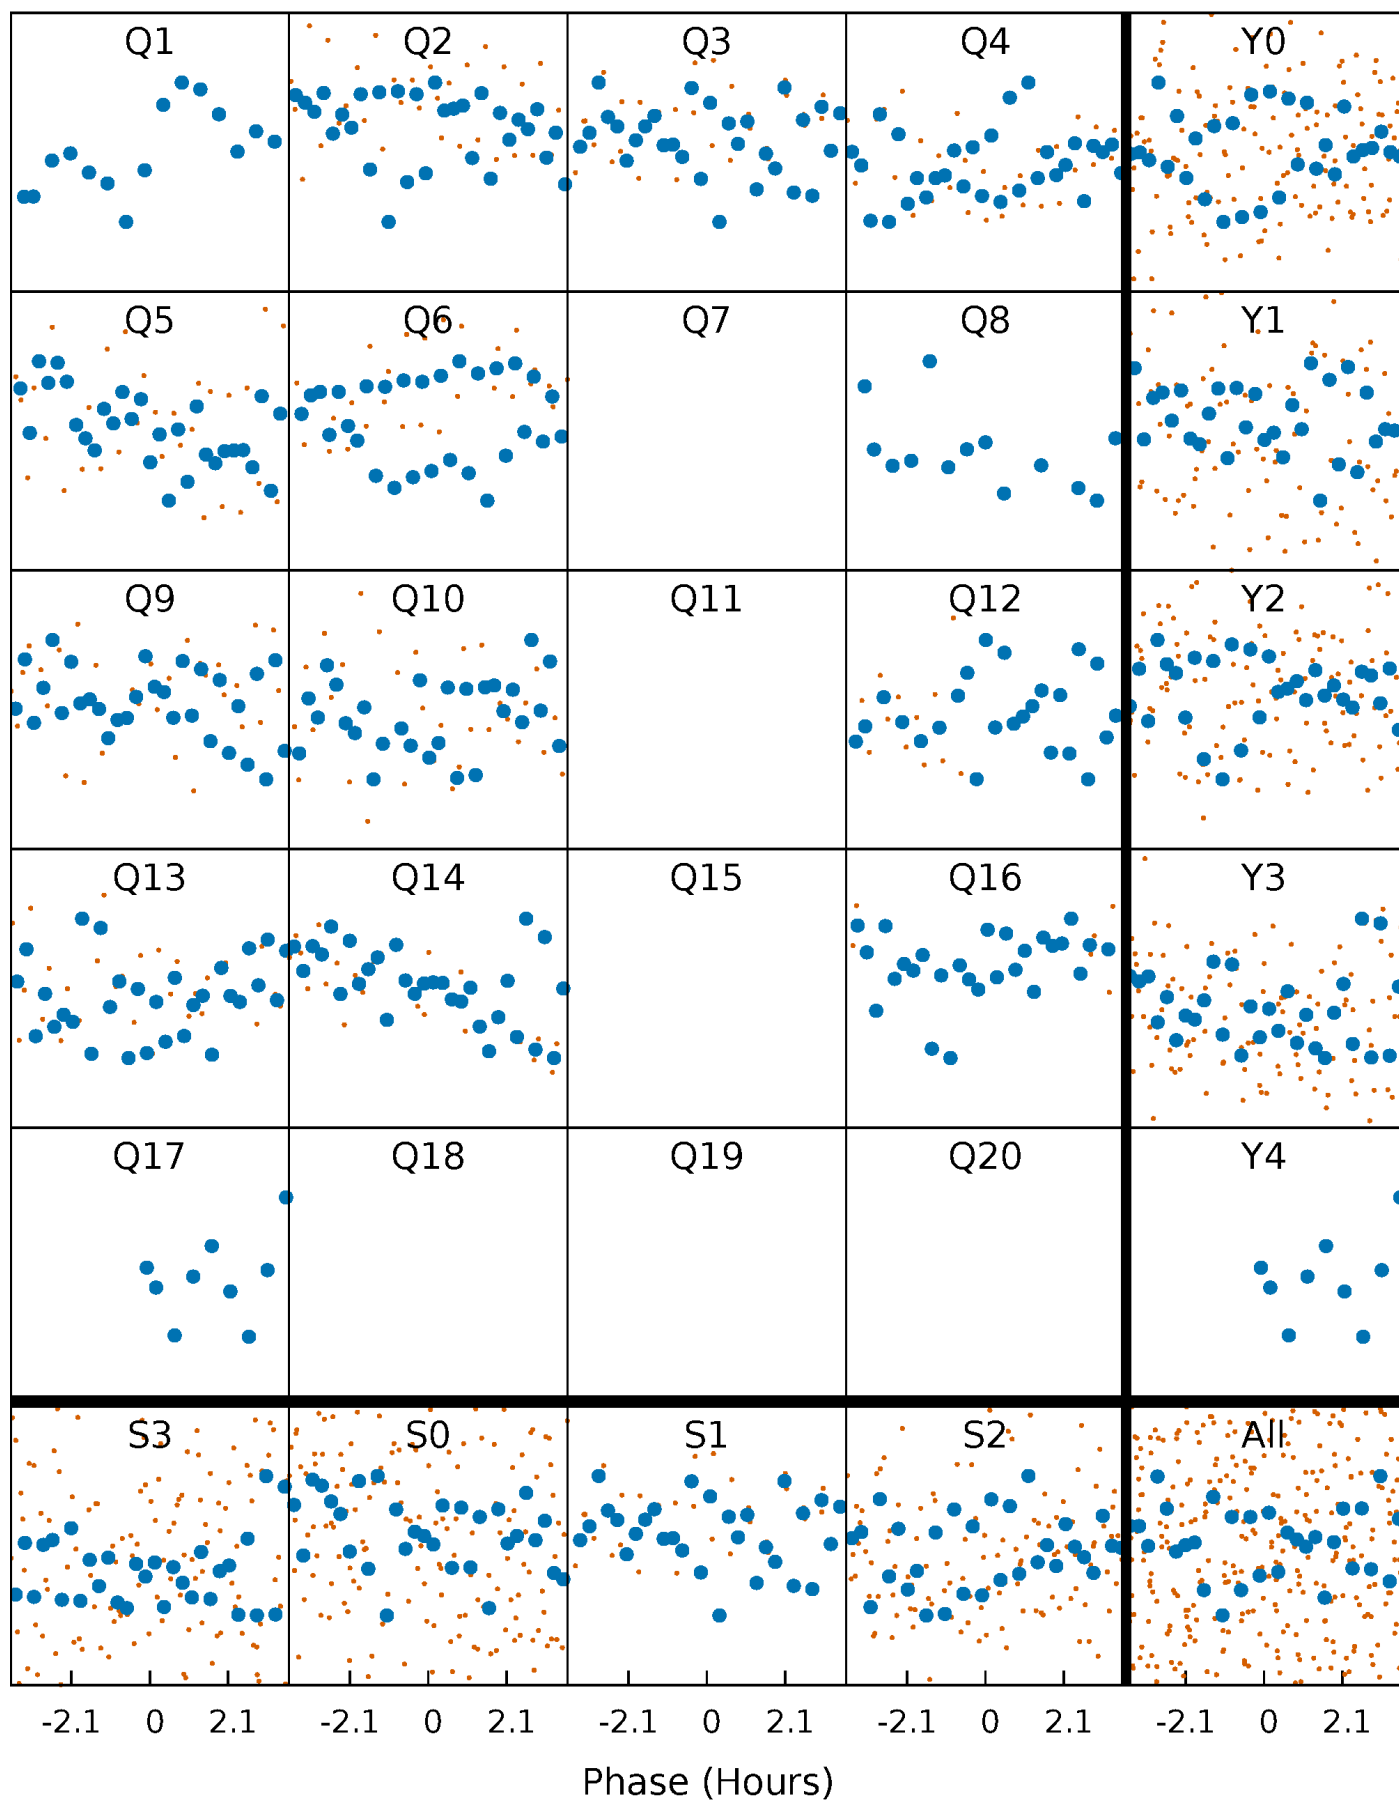 Q1 Q2 Q3 Q4 Y0
Q5 Q6 Q7 Q8 Y1
Q9 Q10 Q11 Q12 Y2
Q13 Q14 Q15 Q16 Y3
Q17 Q18 Q19 Q20 Y4
S3 S0 S1 S2 All
-2.1 0 2.1 -2.1 0 2.1 -2.1 0 2.1 -2.1 0 2.1 -2.1 0 2.1
Phase (Hours)